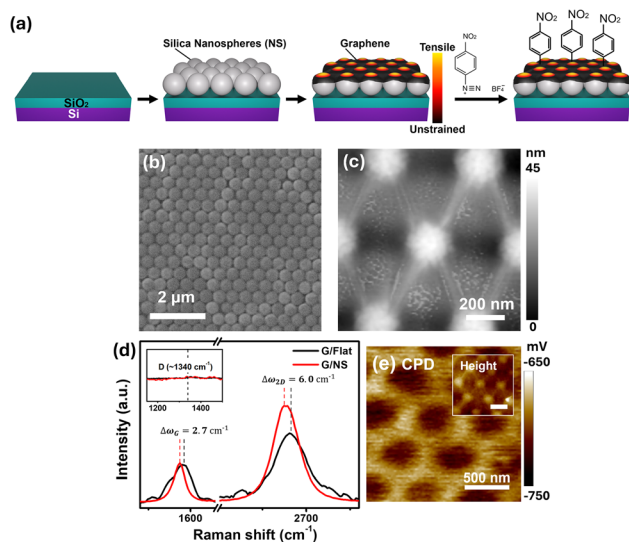 (a)
Silica Nanospheres (NS)
Graphene
Tensile
Unstrained
SiO₂
Si
NO₂
N≡N
+
BF₄⁻
NO₂
NO₂
NO₂
(b)
2 μm
(c)
200 nm
nm
45
0
(d)
D (~1340 cm⁻¹)
1200 1400
G/Flat
G/NS
Δω_G = 2.7 cm⁻¹
Δω_2D = 6.0 cm⁻¹
Intensity (a.u.)
1600 2700
Raman shift (cm⁻¹)
(e) CPD
Height
500 nm
mV
-650
-750